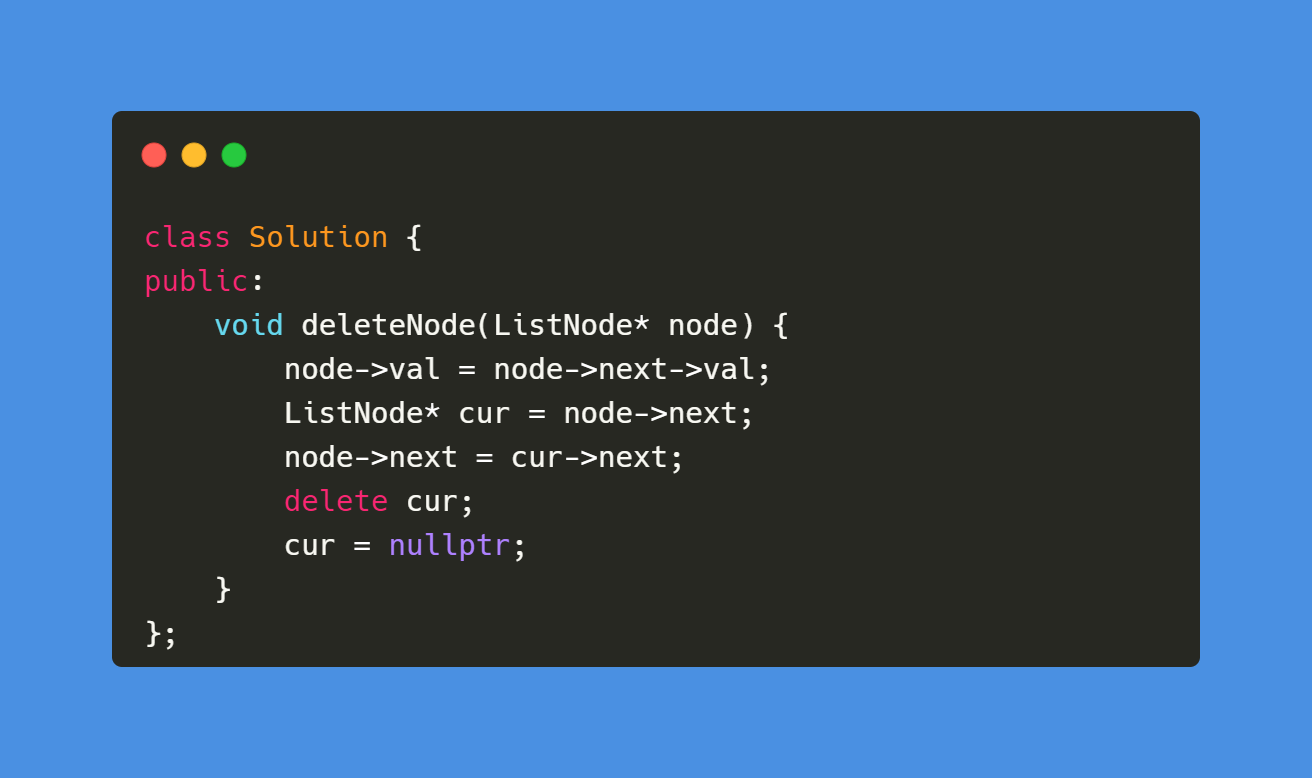 class Solution {
public:
    void deleteNode(ListNode* node) {
        node->val = node->next->val;
        ListNode* cur = node->next;
        node->next = cur->next;
        delete cur;
        cur = nullptr;
    }
};